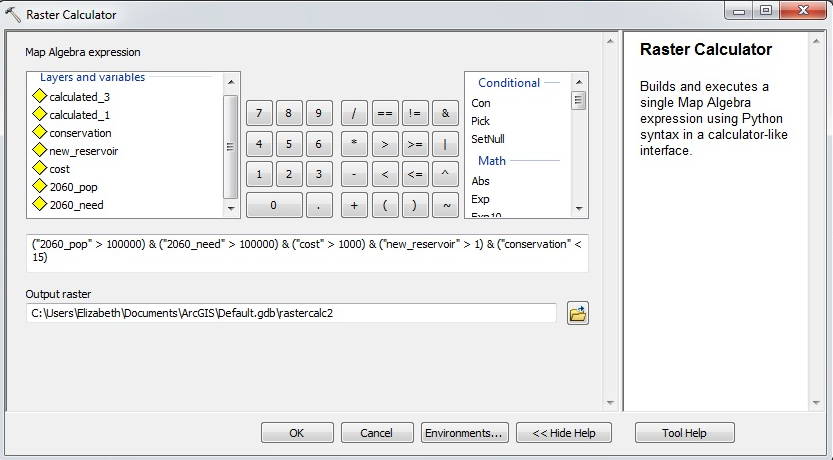 Raster Calculator
Map Algebra expression
Layers and variables
calculated_3
calculated_1
conservation
new_reservoir
cost
2060_pop
2060_need
7 8 9 / == != &
4 5 6 * > >= |
1 2 3 - < <= ^
0 . + ( ) ~
Conditional
Con
Pick
SetNull
Math
Abs
Exp
Exp10
("2060_pop" > 100000) & ("2060_need" > 100000) & ("cost" > 1000) & ("new_reservoir" > 1) & ("conservation" <
15)
Output raster
C:\Users\Elizabeth\Documents\ArcGIS\Default.gdb\rastercalc2
OK
Cancel
Environments...
<< Hide Help
Tool Help
Raster Calculator
Builds and executes a
single Map Algebra
expression using Python
syntax in a calculator-like
interface.